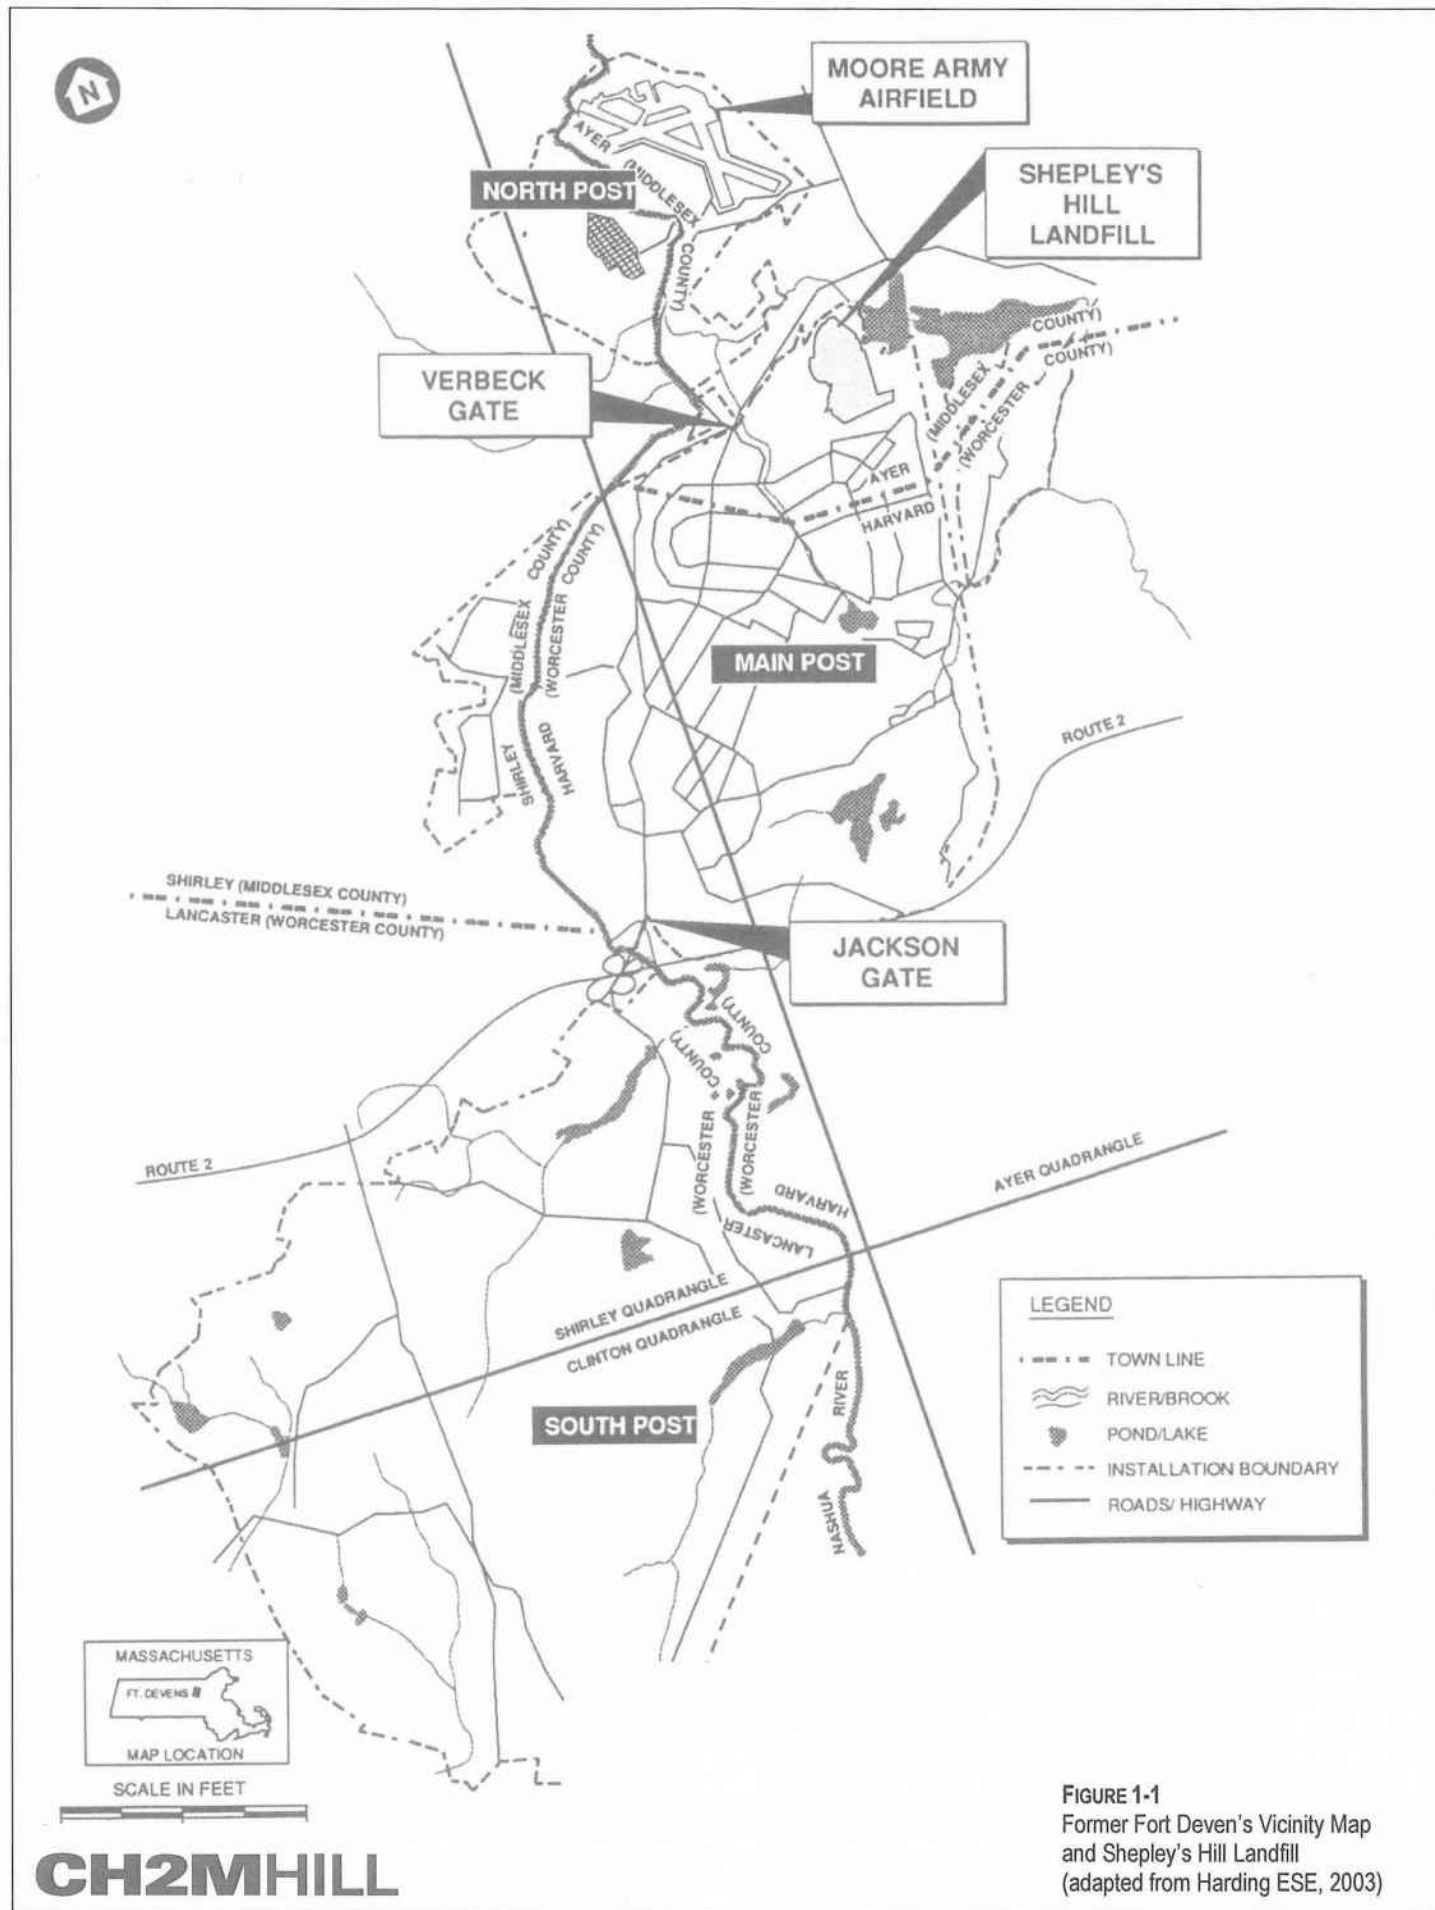 N
MOORE ARMY
AIRFIELD
SHEPLEY'S
HILL
LANDFILL
AYER (MIDDLESEX COUNTY)
NORTH POST
COUNTY)
COUNTY)
(MIDDLESEX
(WORCESTER
VERBECK
GATE
AYER
HARVARD
COUNTY)
COUNTY)
(MIDDLESEX
(WORCESTER
MAIN POST
ROUTE 2
SHIRLEY
HARVARD
SHIRLEY (MIDDLESEX COUNTY)
LANCASTER (WORCESTER COUNTY)
JACKSON
GATE
COUNTY)
COUNTY)
(WORCESTER
(WORCESTER
ROUTE 2
AYER QUADRANGLE
HARVARD
LANCASTER
SHIRLEY QUADRANGLE
CLINTON QUADRANGLE
SOUTH POST
NASHUA RIVER
LEGEND
TOWN LINE
RIVER/BROOK
POND/LAKE
INSTALLATION BOUNDARY
ROADS/ HIGHWAY
MASSACHUSETTS
FT. DEVENS
MAP LOCATION
SCALE IN FEET
CH2MHILL
FIGURE 1-1
Former Fort Deven's Vicinity Map
and Shepley's Hill Landfill
(adapted from Harding ESE, 2003)